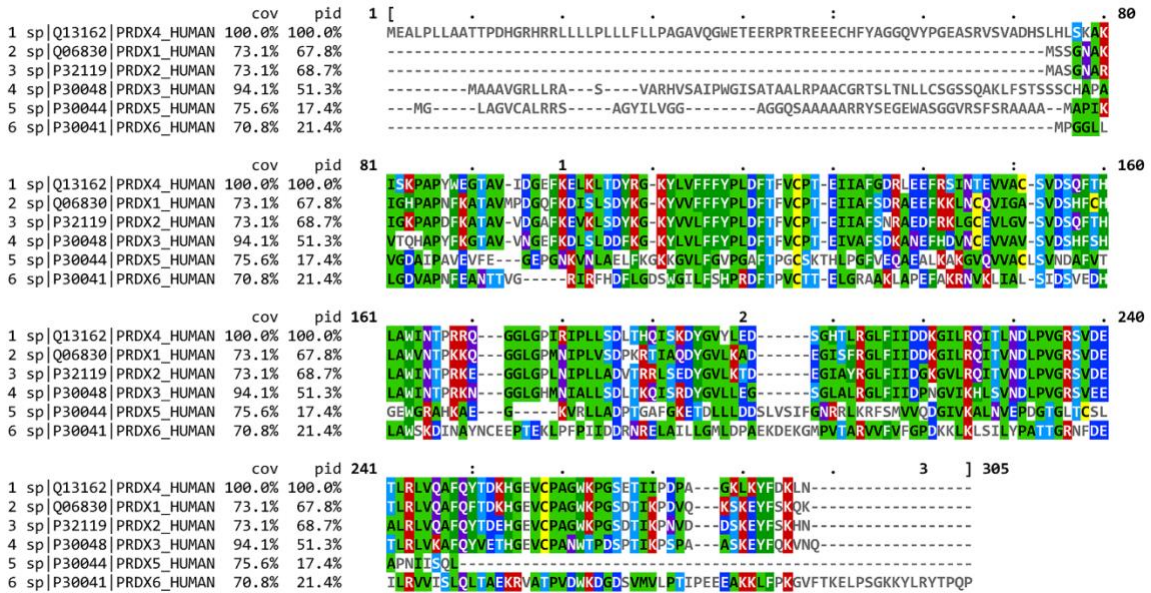 cov pid 1 [ . . . . : . . . 80
1 sp|Q13162|PRDX4_HUMAN 100.0% 100.0% MEALPLLAATTPDHGRHRRLLLLPLLLFLLPAGAVQGWETEERPRTREEECHFYAGGQVYPGEASRVSVADHSLHLSKAK
2 sp|Q06830|PRDX1_HUMAN 73.1% 67.8% -------------------------------------------------------------------------MSSGNAK
3 sp|P32119|PRDX2_HUMAN 73.1% 68.7% -------------------------------------------------------------------------MASGNAR
4 sp|P30048|PRDX3_HUMAN 94.1% 51.3% ---------MAAAVGRLLRA---S----VARHVSAIPWGISATAALRPAACGRTSLTNLLCSGSSQAKLFSTSSSCHAPA
5 sp|P30044|PRDX5_HUMAN 75.6% 17.4% ---MG------LAGVCALRRS-----AGYILVGG--------AGGQSAAAAARRYSEGEWASGGVRSFSRAAAA--MAPIK
6 sp|P30041|PRDX6_HUMAN 70.8% 21.4% --------------------------------------------------------------------------MPGGLL
cov pid 81 . 1 . . . . : . 160
1 sp|Q13162|PRDX4_HUMAN 100.0% 100.0% ISKPAPYWEGTAV-IDGEFKELKLTDYRG-KYLVFFFYPLDFTFVCPT-EIIAFGDRLEEFRSINTEVVAC-SVDSQFTH
2 sp|Q06830|PRDX1_HUMAN 73.1% 67.8% IGHPAPNFKATAVMPDGQFKDISLSDYKG-KYVVFFFYPLDFTFVCPT-EIIAFSDRAEEFKKLNCQVIGA-SVDSHFCH
3 sp|P32119|PRDX2_HUMAN 73.1% 68.7% IGKPAPDFKATAV-VDGAFKEVKLSDYKG-KYVVLFFYPLDFTFVCPT-EIIAFSNRAEDFRKLGCEVLGV-SVDSQFTH
4 sp|P30048|PRDX3_HUMAN 94.1% 51.3% VTQHAPYFKGTAV-VNGEFKDLSLDDFKG-KYLVLFFYPLDFTFVCPT-EIVAFSDKANEFHDVNCEVVAV-SVDSHFSH
5 sp|P30044|PRDX5_HUMAN 75.6% 17.4% VGDAIPAVEVFE---GEPGNKVNLAELFKGKKGVLFGVPGAFTPGCSKTHLPGFVEQAEALKAKGVQVVACLSVNDAFVT
6 sp|P30041|PRDX6_HUMAN 70.8% 21.4% LGDVAPNFEANTTVG-----RIRFHDFLGDSWGILFSHPRDFTPVCTT-ELGRAAKLAPEFAKRNVKLIAL-SIDSVEDH
cov pid 161 . . . 2 . . . 240
1 sp|Q13162|PRDX4_HUMAN 100.0% 100.0% LAWINTPRRQ---GGLGPIRIPLLSDLTHQISKDYGVYLED------SGHTLRGLFIIDDKGILRQITLNDLPVGRSVDE
2 sp|Q06830|PRDX1_HUMAN 73.1% 67.8% LAWVNTPKKQ---GGLGPMNIPLVSDPKRTIAQDYGVLKAD------EGISFRGLFIIDDKGILRQITVNDLPVGRSVDE
3 sp|P32119|PRDX2_HUMAN 73.1% 68.7% LAWINTPRKE---GGLGPLNIPLLADVTRRLSEDYGVLKTD------EGIAYRGLFIIDGKGVLRQITVNDLPVGRSVDE
4 sp|P30048|PRDX3_HUMAN 94.1% 51.3% LAWINTPRKN---GGLGHMNIALLSDLTKQISRDYGVLLEG------SGLALRGLFIIDPNGVIKHLSVNDLPVGRSVEE
5 sp|P30044|PRDX5_HUMAN 75.6% 17.4% GEWGRAHKAE---G-----KVRLLADPTGAFGKETDLLLDDSLVSIFGNRRLKRFSMVVQDGIVKALNVEPDGTGLTCSL
6 sp|P30041|PRDX6_HUMAN 70.8% 21.4% LAWSKDINAYNCEEPTEKLPFPIIDDRNRELAILLGMLDPAEKDEKGMPVTARVVFVFGPDKKLKLSILYPATTGRNFDE
cov pid 241 : . . . . 3 ] 305
1 sp|Q13162|PRDX4_HUMAN 100.0% 100.0% TLRLVQAFQYTDKHGEVCPAGWKPGSETIIPDPA---GKLKYFDKLN-----------------
2 sp|Q06830|PRDX1_HUMAN 73.1% 67.8% TLRLVQAFQFTDKHGEVCPAGWKPGSDTIKPDVQ---KSKEYFSKQK-----------------
3 sp|P32119|PRDX2_HUMAN 73.1% 68.7% ALRLVQAFQYTDEHGEVCPAGWKPGSDTIKPNVD---DSKEYFSKHN-----------------
4 sp|P30048|PRDX3_HUMAN 94.1% 51.3% TLRLVKAFQYVETHGEVCPANWTPDSPTIKPSPA---ASKEYFQKVNQ----------------
5 sp|P30044|PRDX5_HUMAN 75.6% 17.4% APNIISQL---------------------------------------------------------
6 sp|P30041|PRDX6_HUMAN 70.8% 21.4% ILRVVISLQLTAEKRVATPVDWKDGDSVMVLPTIPEEEAKKLFPKGVFTKELPSGKKYLRYTPQP